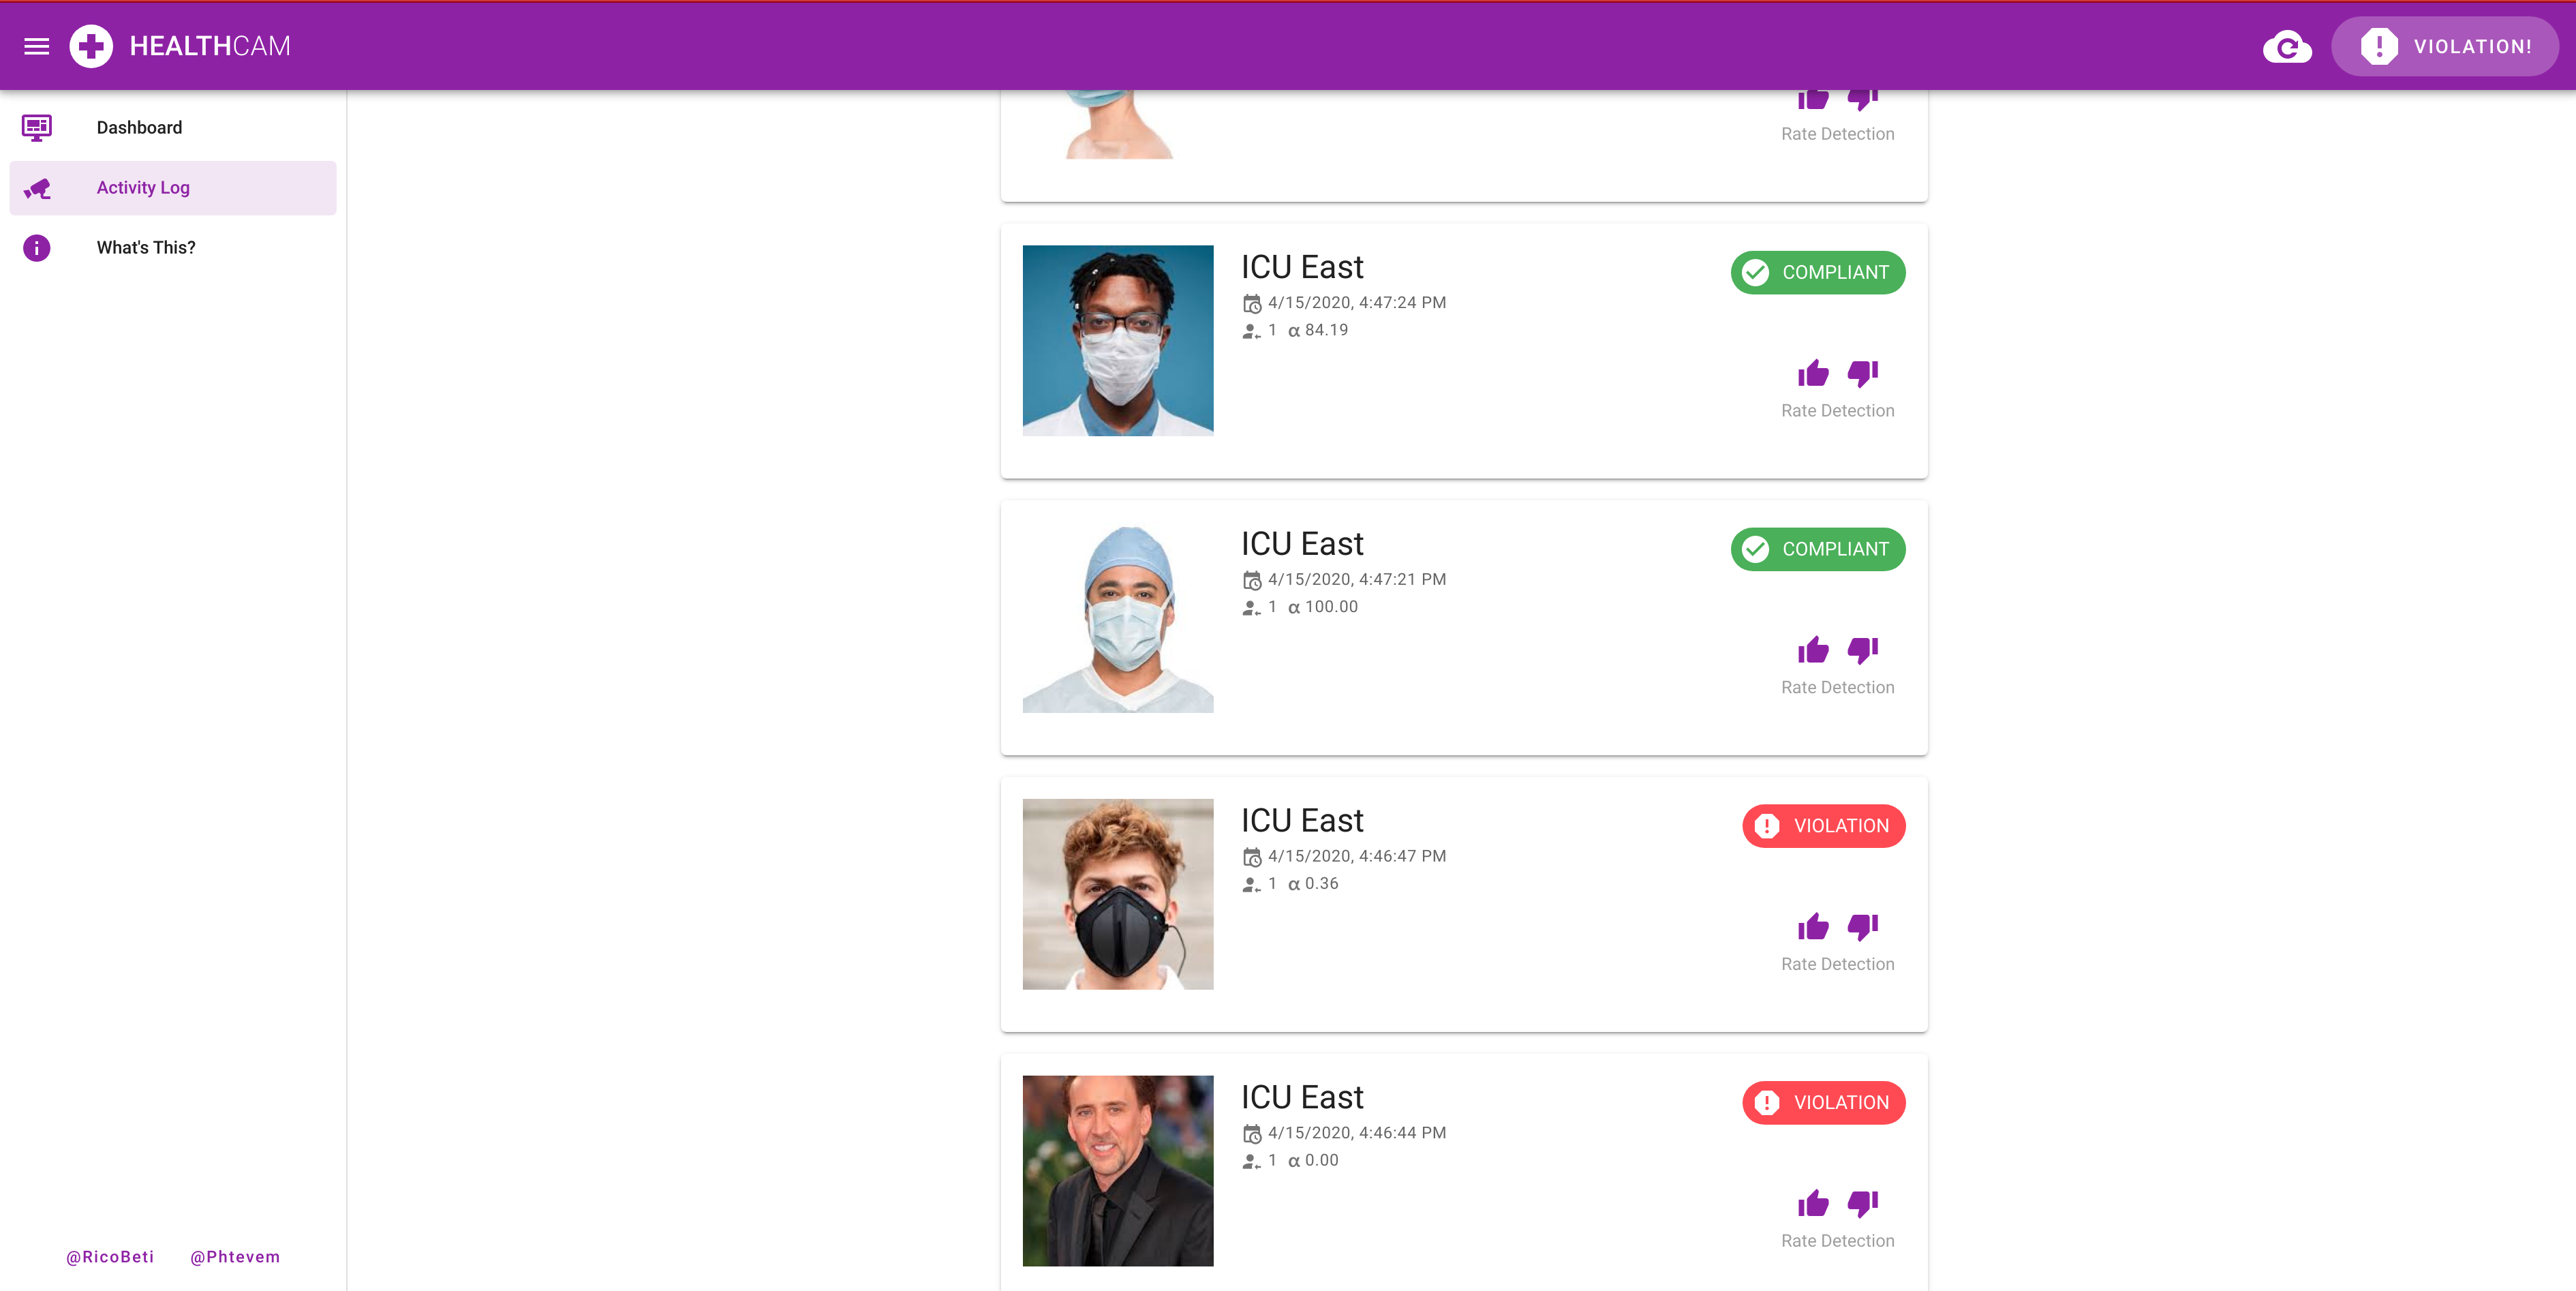 HEALTHCAM
VIOLATION!
Dashboard
Activity Log
What's This?
@RicoBeti @Phtevem
Rate Detection
ICU East
COMPLIANT
4/15/2020, 4:47:24 PM
1 α 84.19
Rate Detection
ICU East
COMPLIANT
4/15/2020, 4:47:21 PM
1 α 100.00
Rate Detection
ICU East
VIOLATION
4/15/2020, 4:46:47 PM
1 α 0.36
Rate Detection
ICU East
VIOLATION
4/15/2020, 4:46:44 PM
1 α 0.00
Rate Detection